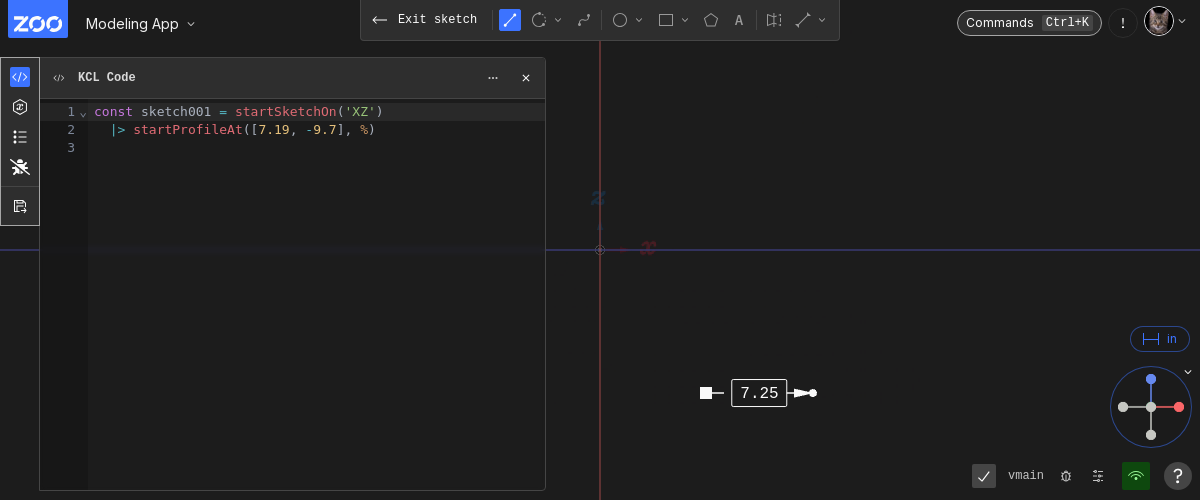 ZOO
Modeling App
Exit sketch
A
Commands Ctrl+K
!
KCL Code
1 const sketch001 = startSketchOn('XZ')
2 |> startProfileAt([7.19, -9.7], %)
3
z
x
in
7.25
vmain
?